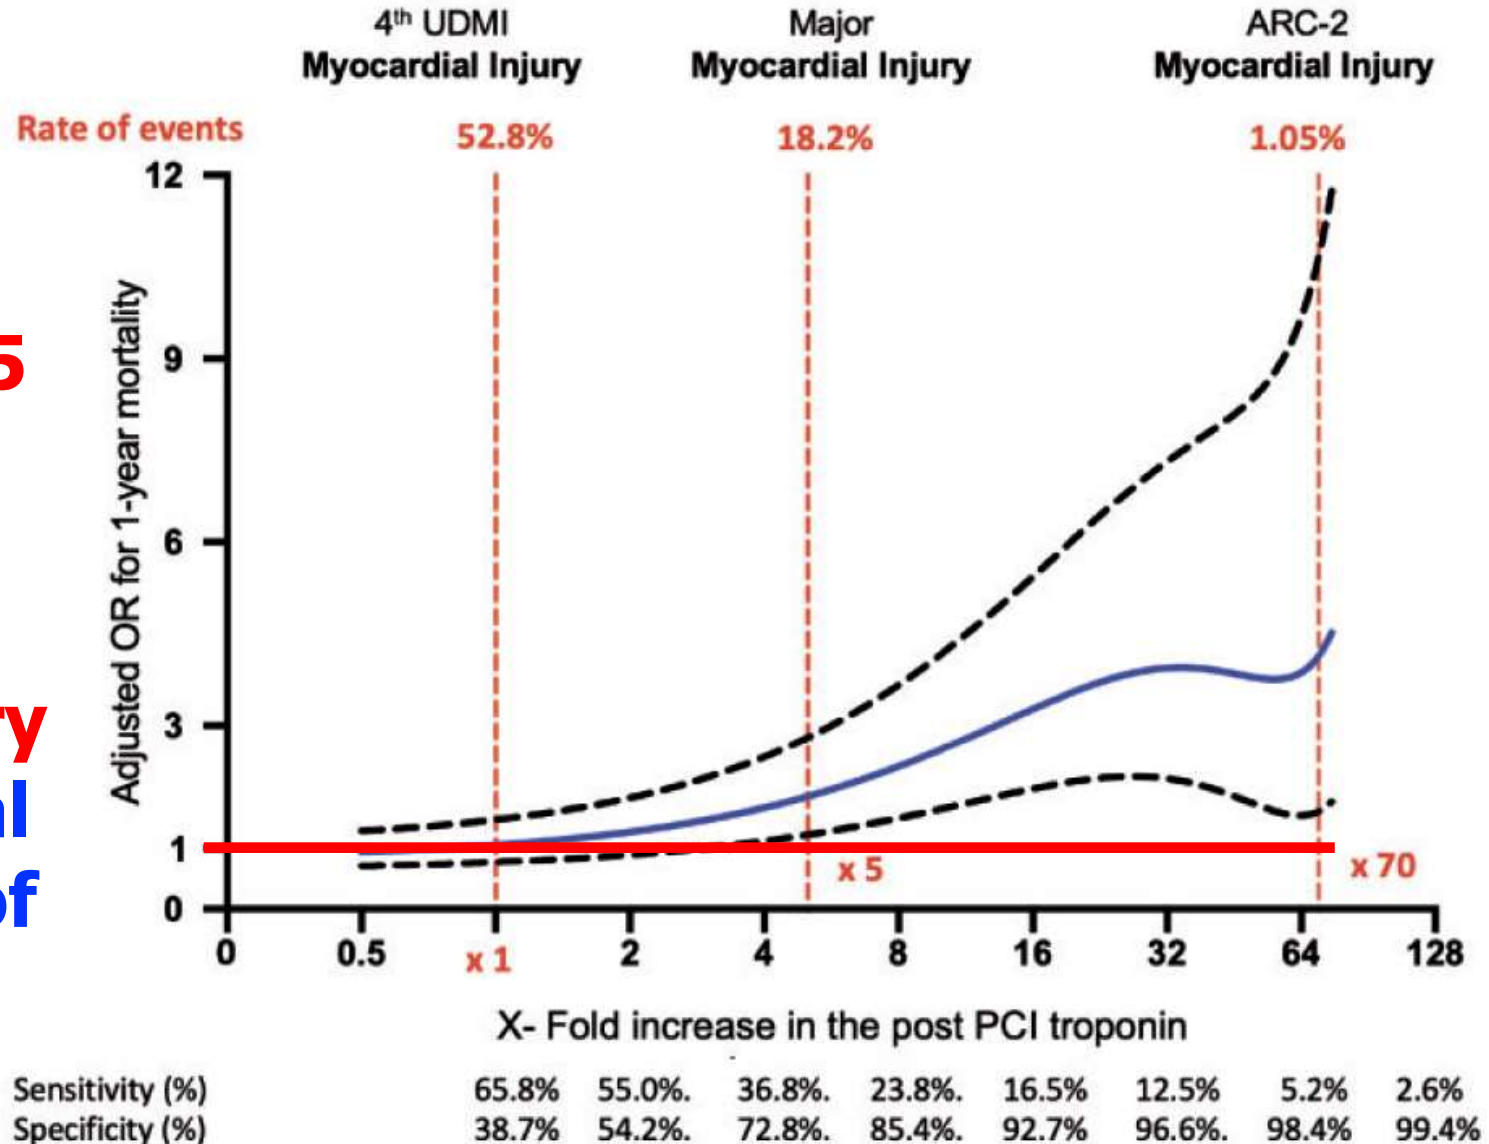 4th UDMI
Myocardial Injury
Major
Myocardial Injury
ARC-2
Myocardial Injury
Rate of events 52.8% 18.2% 1.05%
Adjusted OR for 1-year mortality
12
9
6
3
1
0
5
ry
al
of
x 5
x 70
0 0.5 x 1 2 4 8 16 32 64 128
X- Fold increase in the post PCI troponin
Sensitivity (%) 65.8% 55.0%. 36.8%. 23.8%. 16.5% 12.5% 5.2% 2.6%
Specificity (%) 38.7% 54.2%. 72.8%. 85.4%. 92.7% 96.6%. 98.4% 99.4%